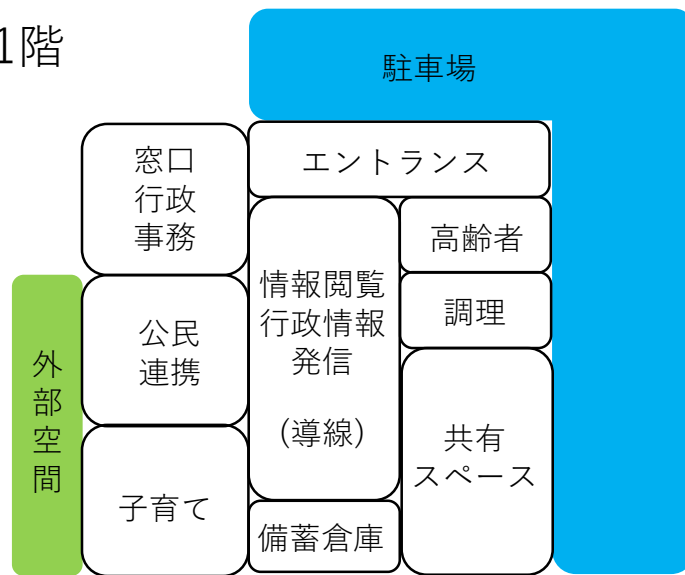 1階
駐車場
エントランス
窓口
行政
事務
高齢者
情報閲覧
行政情報
発信
(導線)
調理
公民
連携
外
部
空
間
共有
スペース
子育て
備蓄倉庫